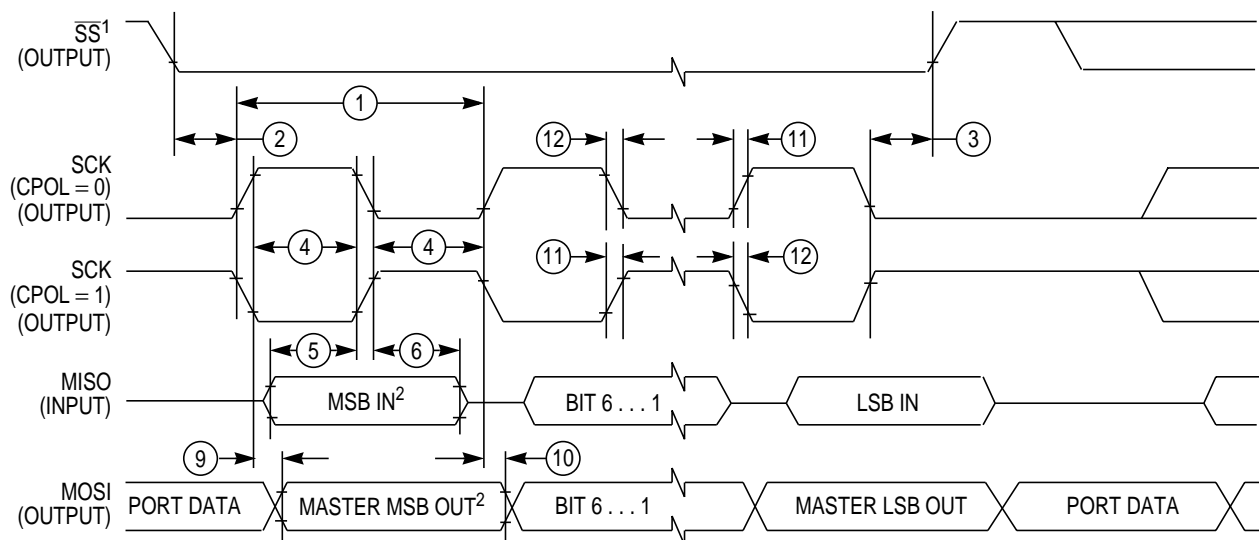 SS¹
(OUTPUT)
1
2
12
11
3
SCK
(CPOL = 0)
(OUTPUT)
4
4
11
12
SCK
(CPOL = 1)
(OUTPUT)
5
6
MISO
(INPUT)
MSB IN²
BIT 6 . . . 1
LSB IN
9
10
MOSI
(OUTPUT)
PORT DATA
MASTER MSB OUT²
BIT 6 . . . 1
MASTER LSB OUT
PORT DATA